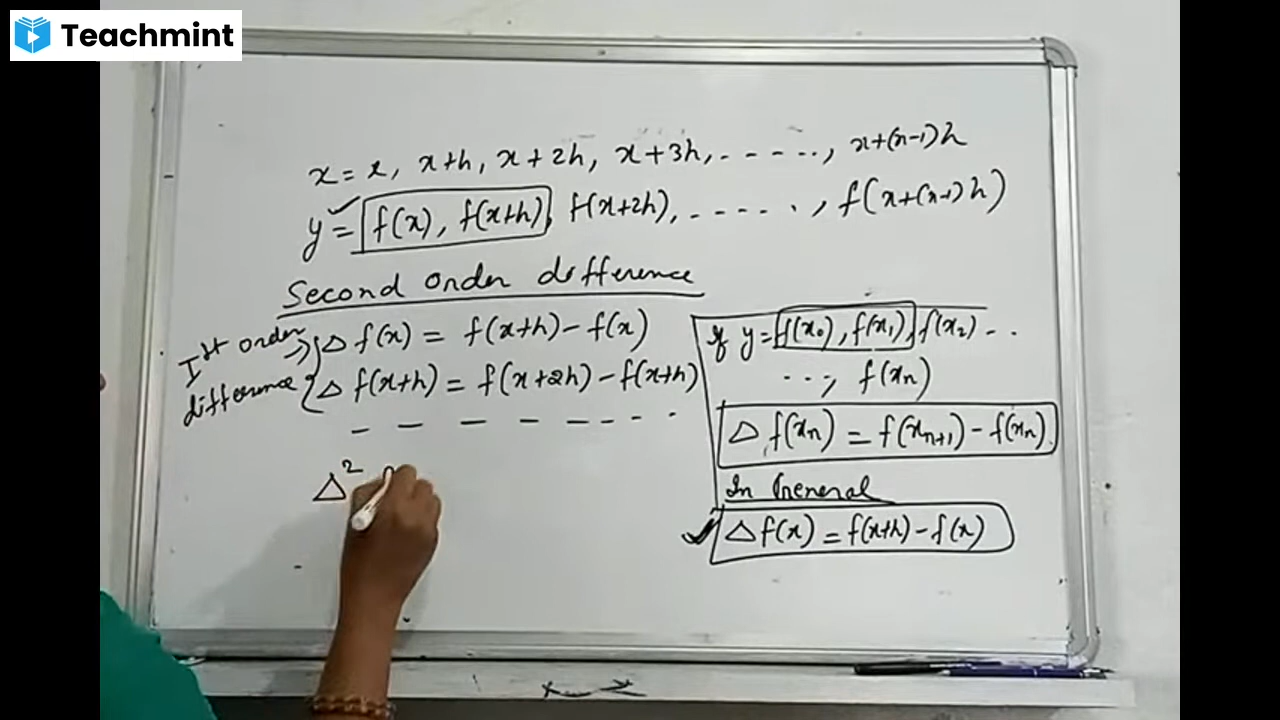 Teachmint
x = x, x+h, x+2h, x+3h, - - - - .., x+(n-1)h
y = f(x), f(x+h), f(x+2h), - - - - - ., f(x+(n-1)h)
Second Order difference
Ist order difference
Δ f(x) = f(x+h) - f(x)
Δ f(x+h) = f(x+2h) - f(x+h)
- - - - - - - -
Δ²
If y = f(x₀), f(x₁), f(x₂) - ..
- - -, f(xₙ)
Δ f(xₙ) = f(xₙ₊₁) - f(xₙ)
In General
Δ f(x) = f(x+h) - f(x)